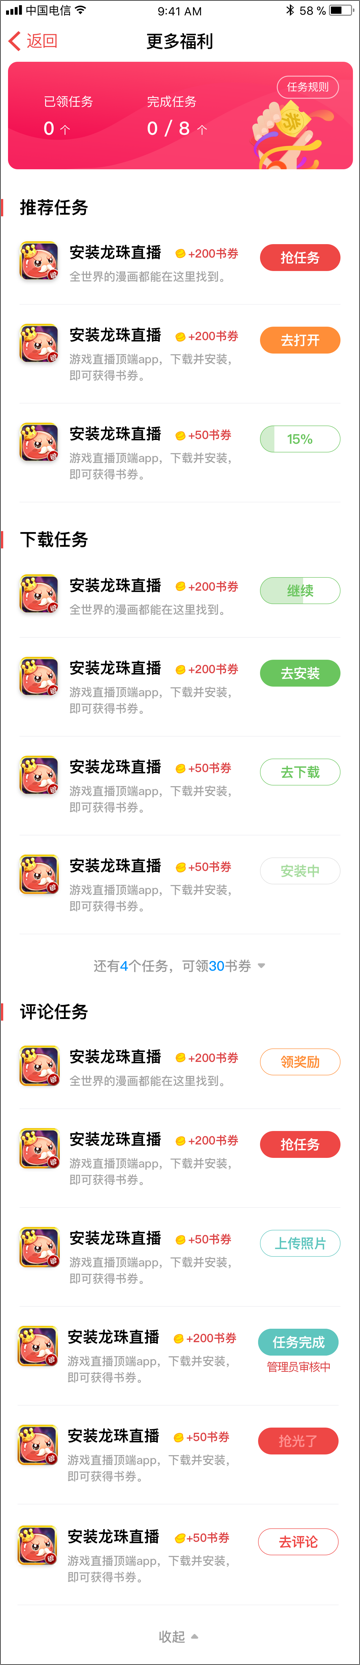 中国电信 9:41 AM 58 %
返回 更多福利
任务规则
已领任务 完成任务
0 个 0 / 8 个
推荐任务
安装龙珠直播 +200书券 抢任务
全世界的漫画都能在这里找到。
安装龙珠直播 +200书券 去打开
游戏直播顶端app，下载并安装，
即可获得书券。
安装龙珠直播 +50书券 15%
游戏直播顶端app，下载并安装，
即可获得书券。
下载任务
安装龙珠直播 +200书券 继续
全世界的漫画都能在这里找到。
安装龙珠直播 +200书券 去安装
游戏直播顶端app，下载并安装，
即可获得书券。
安装龙珠直播 +50书券 去下载
游戏直播顶端app，下载并安装，
即可获得书券。
安装龙珠直播 +50书券 安装中
游戏直播顶端app，下载并安装，
即可获得书券。
还有4个任务，可领30书券
评论任务
安装龙珠直播 +200书券 领奖励
全世界的漫画都能在这里找到。
安装龙珠直播 +200书券 抢任务
游戏直播顶端app，下载并安装，
即可获得书券。
安装龙珠直播 +50书券 上传照片
游戏直播顶端app，下载并安装，
即可获得书券。
安装龙珠直播 +200书券 任务完成
游戏直播顶端app，下载并安装，
管理员审核中
即可获得书券。
安装龙珠直播 +50书券 抢光了
游戏直播顶端app，下载并安装，
即可获得书券。
安装龙珠直播 +50书券 去评论
游戏直播顶端app，下载并安装，
即可获得书券。
收起